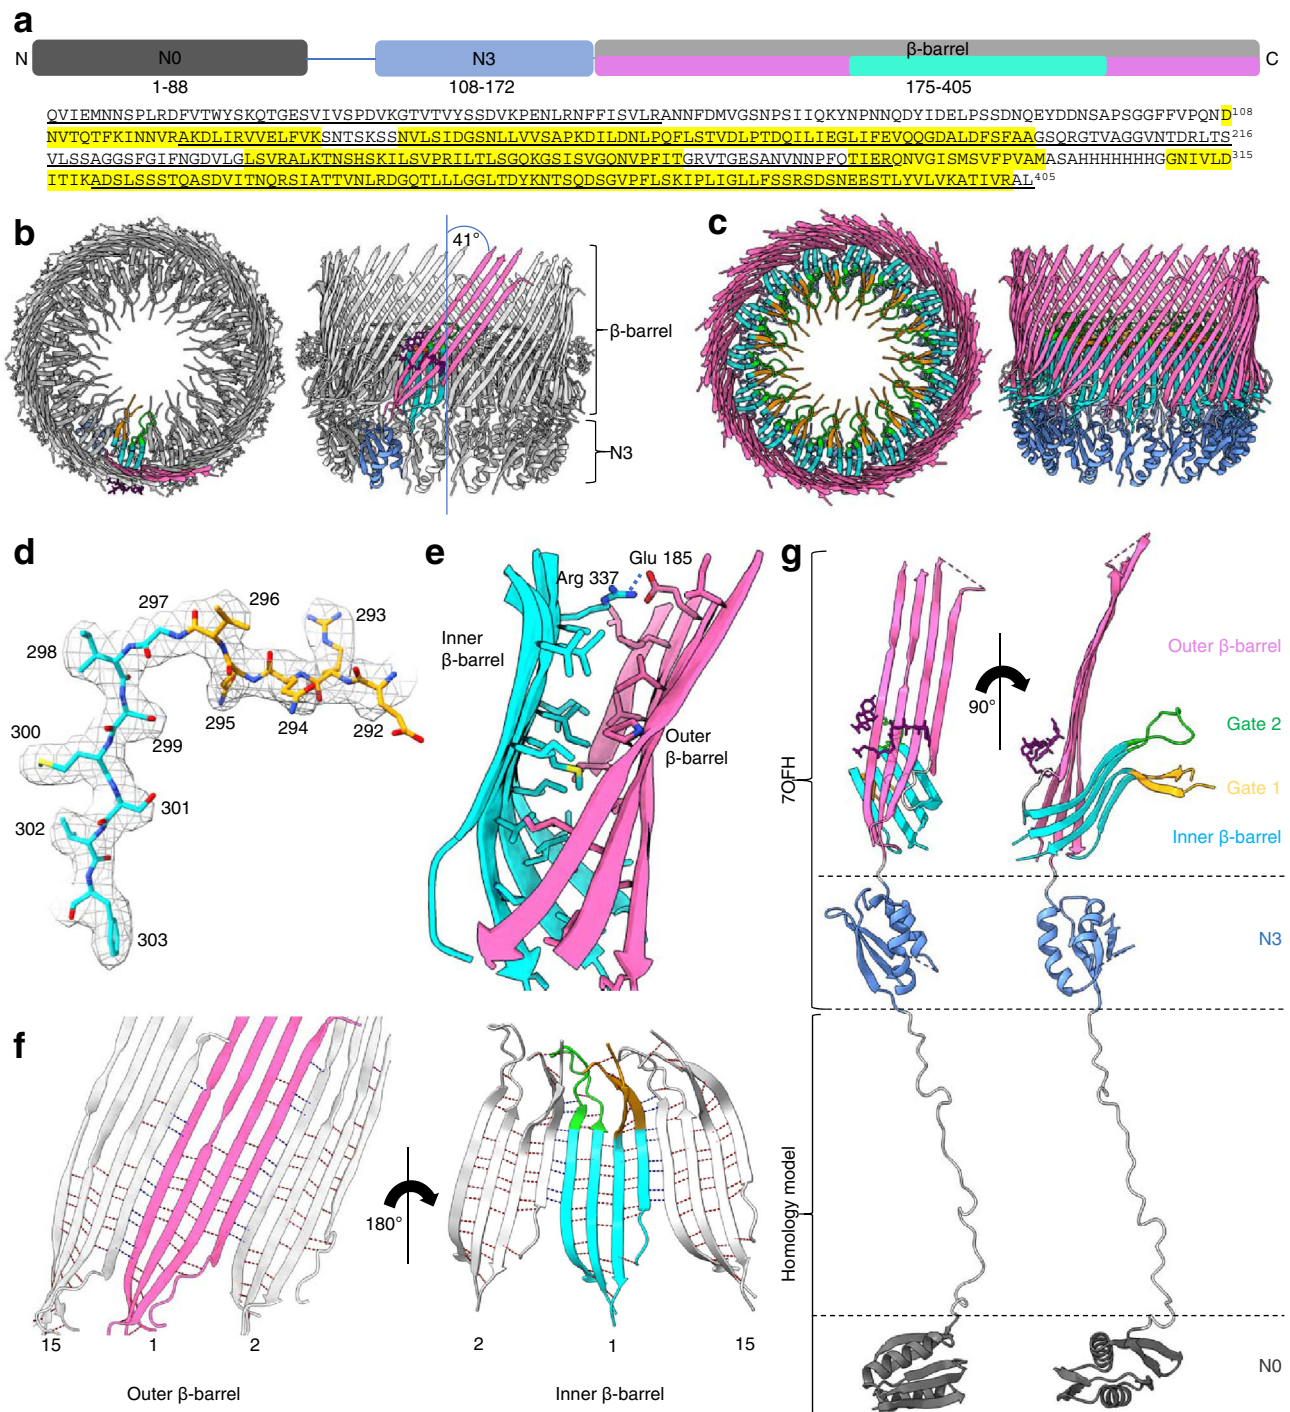 a
N N0 N3 β-barrel C
1-88 108-172 175-405
QVIEMNNSPLRDFVTWYSKQTGESVIVSPDVKGTVTVYSSDVKPENLRNFFISVLRANNFDMVGSNPSIIQKYNPNNQDYIDELPSSDNQEYDDNSAPSGGFFVPQND108
NVTQTFKINNVRAKDLIRVVELFVKSNTSKSSNVLSIDGSNLLVVSAPKDILDNLPQFLSTVDLPTDQILIEGLIFEVQQGDALDFSFAAGSQRGTVAGGVNTDRLTS216
VLSSAGGSFGIFNGDVLGLSVRALKTNSHSKILSVPRILTLSGQKGSISVGQNVPFITGRVTGESANVNNPFQTIERQNVGISMSVFPVAMASAHHHHHHHGGNIVLD315
ITIKADSLSSSTQASDVITNQRSIATTVNLRDGQTLLLGGLTDYKNTSQDSGVPFLSKIPLIGLLFSSRSDSNEESTLYVLVKATIVRAL405
b
41°
β-barrel
N3
c
d
297
296
293
298
295
294
292
300
299
301
302
303
e
Glu 185
Arg 337
Inner
β-barrel
Outer
β-barrel
g
7OFH
90°
Outer β-barrel
Gate 2
Gate 1
Inner β-barrel
N3
Homology model
N0
f
180°
15 1 2
2 1 15
Outer β-barrel
Inner β-barrel